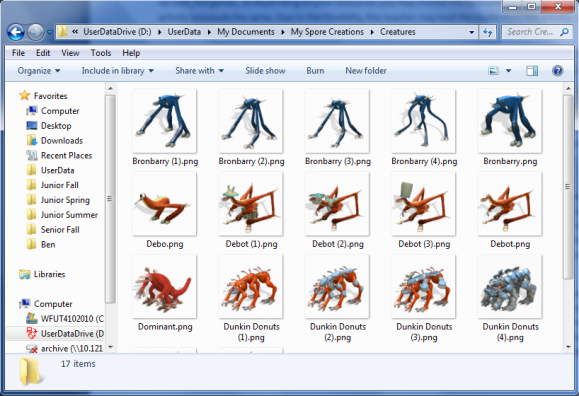 « UserDataDrive (D:) ▸ UserData ▸ My Documents ▸ My Spore Creations ▸ Creatures
Search Cre...
File Edit View Tools Help
Organize Include in library Share with Slide show Burn New folder
Favorites
Computer
Desktop
Downloads
Recent Places
UserData
Junior Fall
Junior Spring
Junior Summer
Senior Fall
Ben
Libraries
Computer
WFUT4102010 (C
UserDataDrive (D
archive (\\10.121
Bronbarry (1).png
Bronbarry (2).png
Bronbarry (3).png
Bronbarry (4).png
Bronbarry.png
Debo.png
Debot (1).png
Debot (2).png
Debot (3).png
Debot.png
Dominant.png
Dunkin Donuts
(1).png
Dunkin Donuts
(2).png
Dunkin Donuts
(3).png
Dunkin Donuts
(4).png
17 items